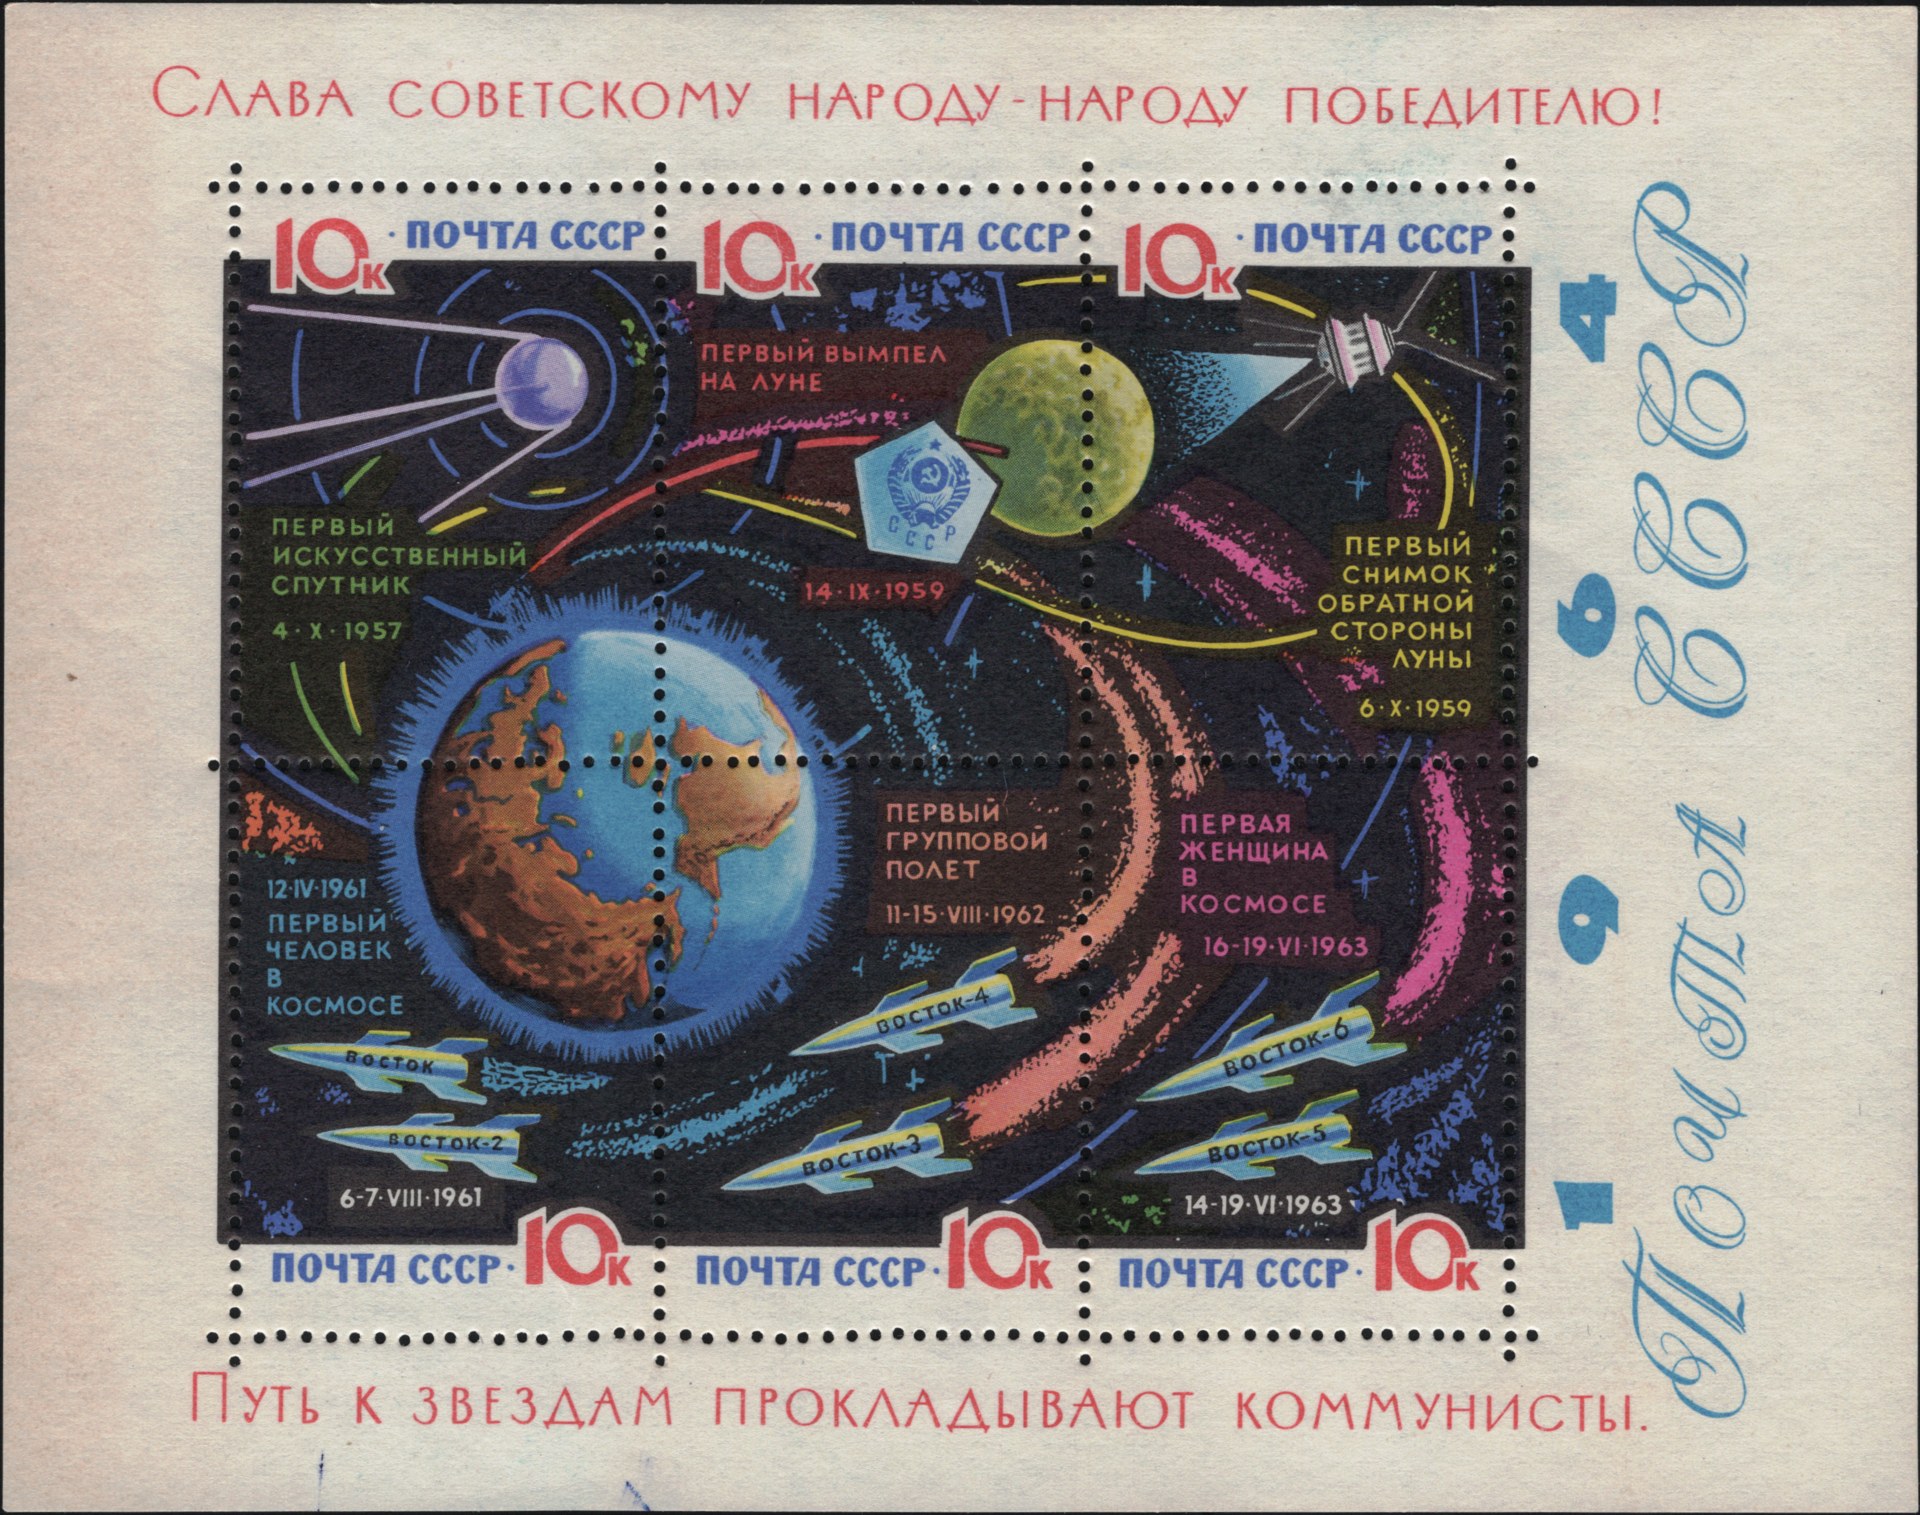 Слава советскому народу - народу победителю!
10к · ПОЧТА СССР
10к · ПОЧТА СССР
10к · ПОЧТА СССР
ПЕРВЫЙ ВЫМПЕЛ
НА ЛУНЕ
СССР
14·IX·1959
ПЕРВЫЙ
ИСКУССТВЕННЫЙ
СПУТНИК
4·X·1957
ПЕРВЫЙ
СНИМОК
ОБРАТНОЙ
СТОРОНЫ
ЛУНЫ
6·X·1959
12·IV·1961
ПЕРВЫЙ
ЧЕЛОВЕК
В
КОСМОСЕ
ВОСТОК
ВОСТОК-2
6-7·VIII·1961
ПОЧТА СССР · 10к
ПЕРВЫЙ
ГРУППОВОЙ
ПОЛЕТ
11-15·VIII·1962
ВОСТОК-4
ВОСТОК-3
ПОЧТА СССР · 10к
ПЕРВАЯ
ЖЕНЩИНА
В
КОСМОСЕ
16-19·VI·1963
ВОСТОК-6
ВОСТОК-5
14-19·VI·1963
ПОЧТА СССР · 10к
1964
Почта СССР
Путь к звездам прокладывают коммунисты.